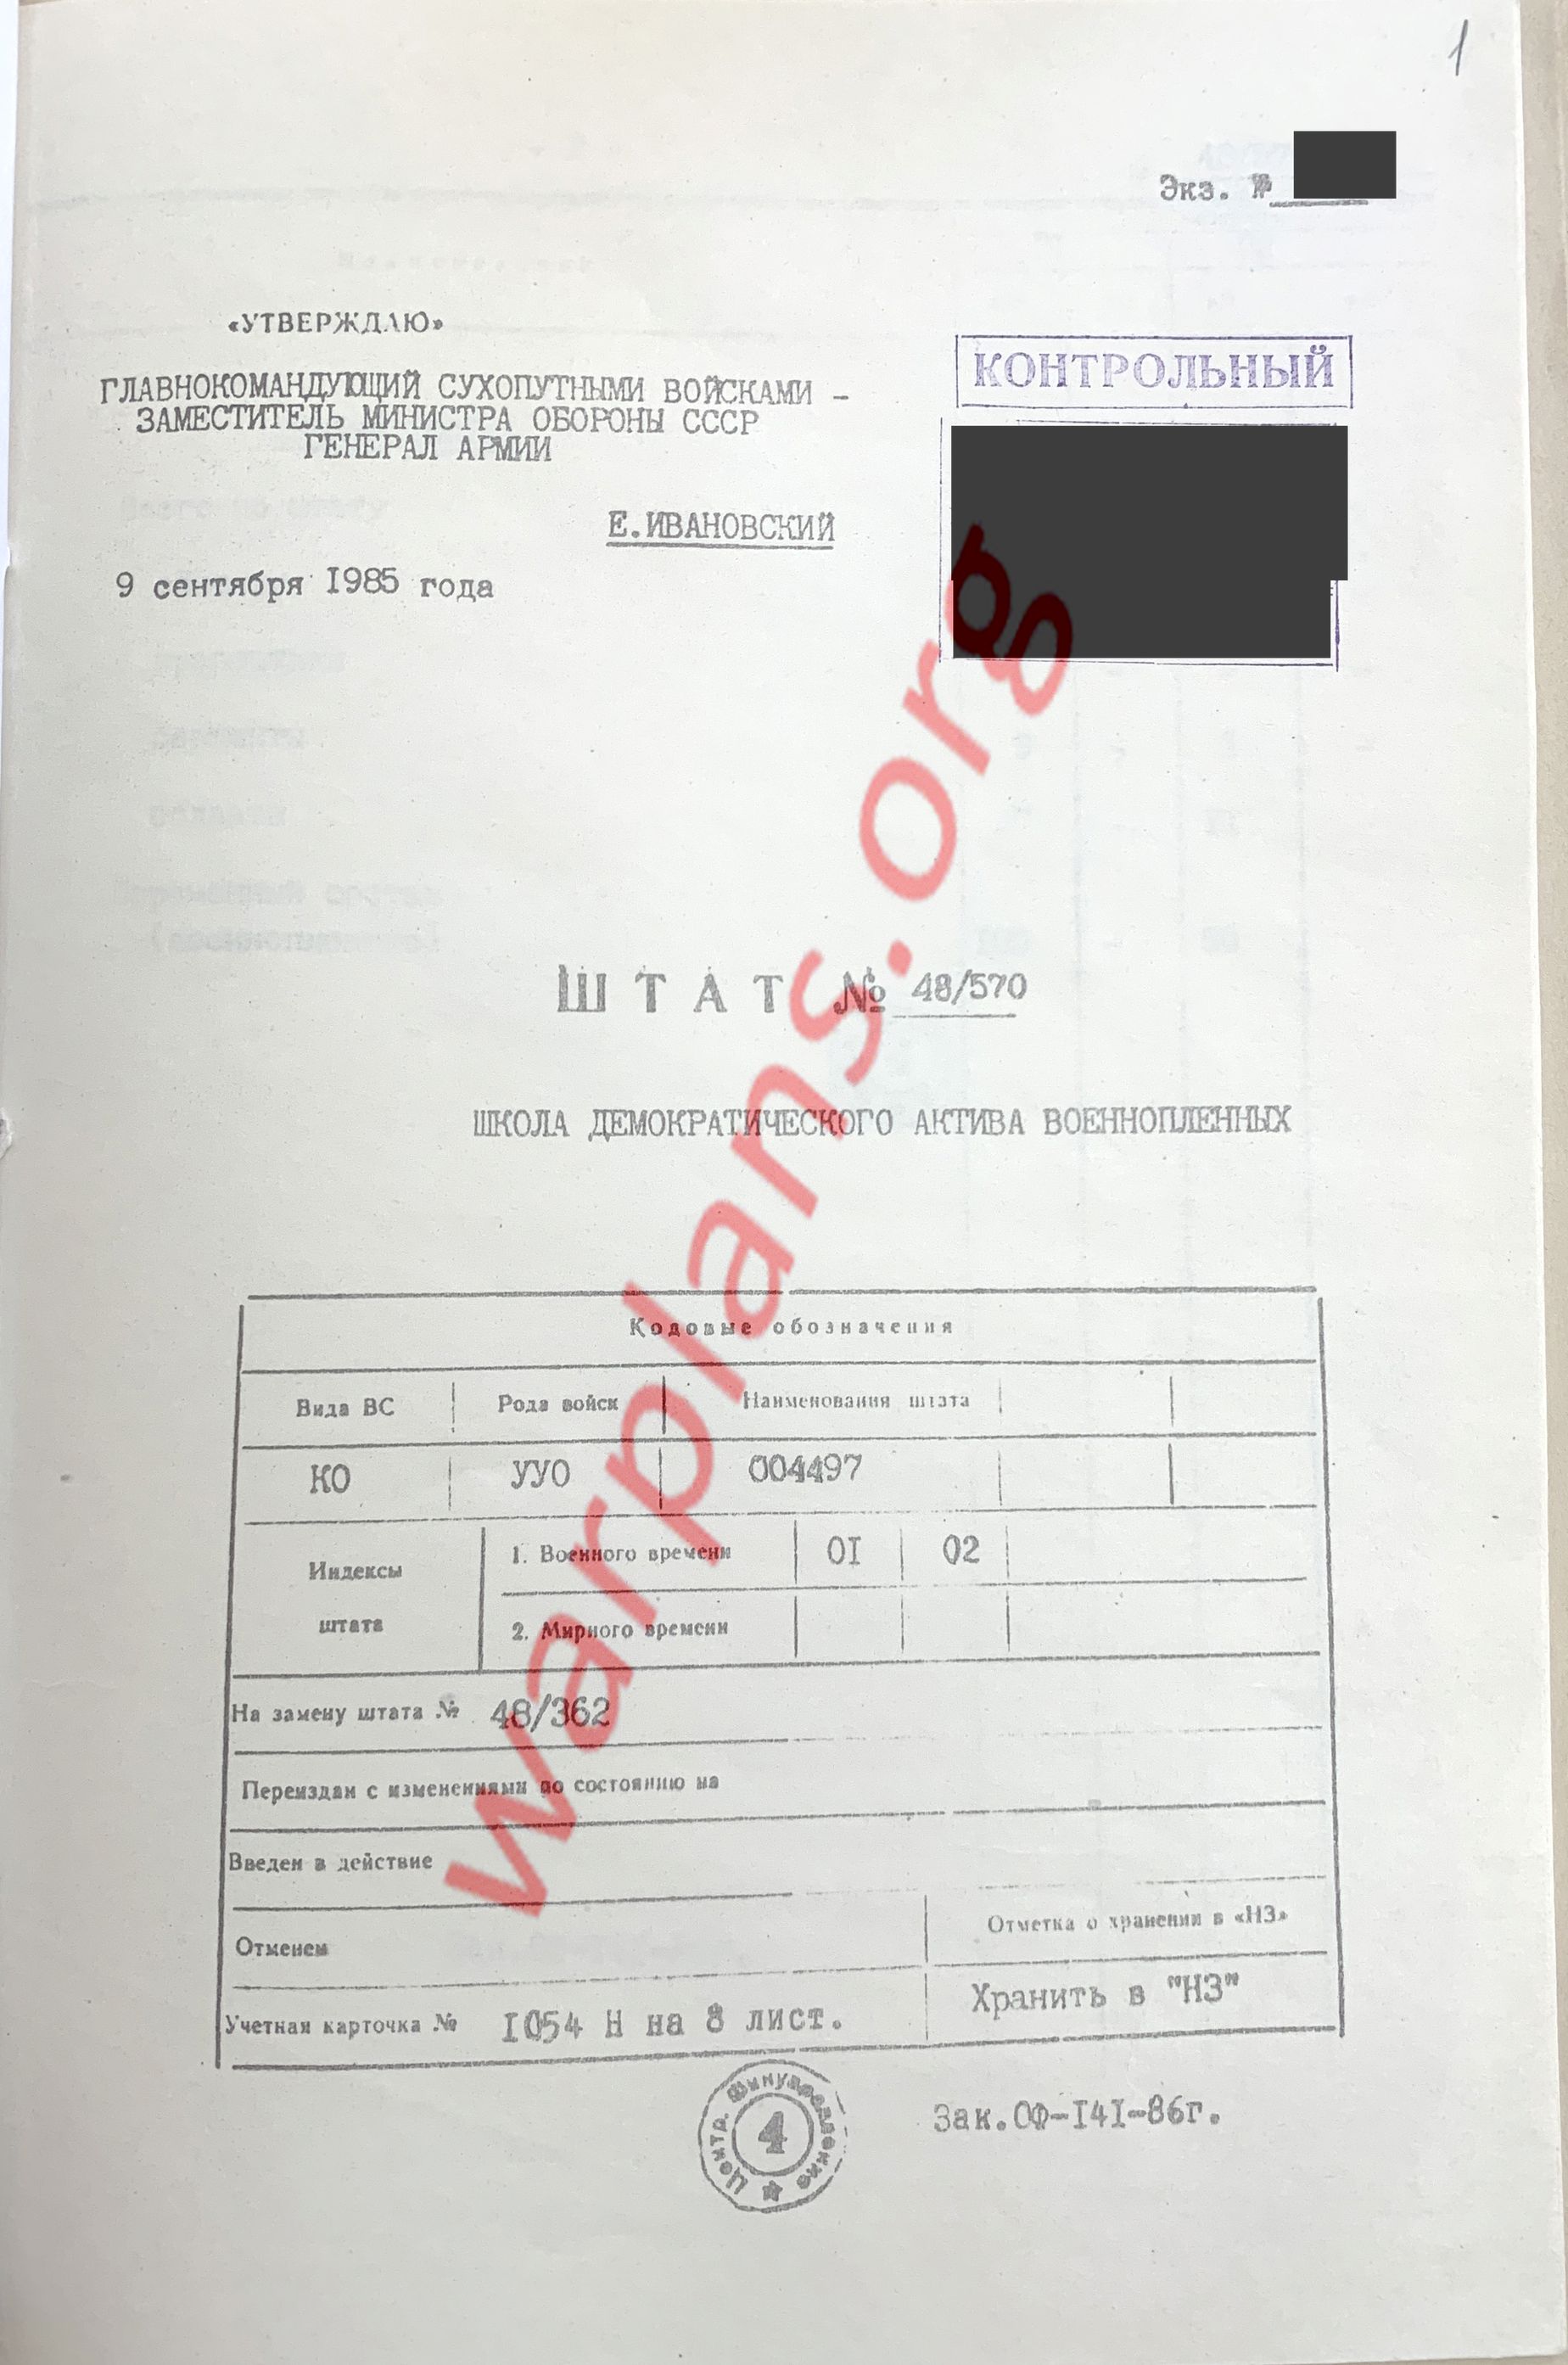 1
Экз. №
«УТВЕРЖДАЮ»
ГЛАВНОКОМАНДУЮЩИЙ СУХОПУТНЫМИ ВОЙСКАМИ –
ЗАМЕСТИТЕЛЬ МИНИСТРА ОБОРОНЫ СССР
ГЕНЕРАЛ АРМИИ
Е.ИВАНОВСКИЙ
9 сентября 1985 года
КОНТРОЛЬНЫЙ
ШТАТ № 48/570
ШКОЛА ДЕМОКРАТИЧЕСКОГО АКТИВА ВОЕННОПЛЕННЫХ
Кодовые обозначения
Вида ВС Рода войск Наименования штата
КО УУО 004497
Индексы штата
1. Военного времени 01 02
2. Мирного времени
На замену штата № 48/362
Переиздан с изменениями по состоянию на
Введен в действие
Отменен
Отметка о хранении в «НЗ»
Учетная карточка № 1054 Н на 8 лист.
Хранить в "НЗ"
Центр. Финуправление
4
Зак.ОФ-141-86г.
warplans.org